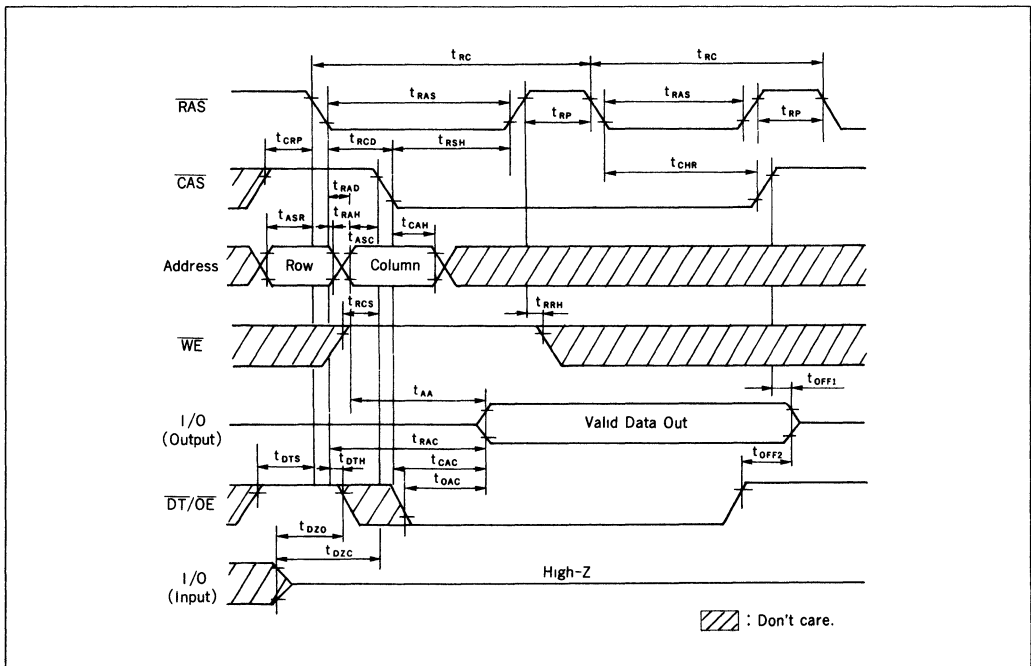 tRC tRC
RAS tRAS tRAS
tRP tRP
tCRP tRCD tRSH
CAS tCHR
tRAD
tASR tRAH tCAH
tASC
Address Row Column
tRCS tRRH
WE
tAA tOFF1
I/O
(Output) Valid Data Out
tRAC
tDTS tDTH tCAC tOFF2
tOAC
DT/OE
tDZO
tDZC
I/O
(Input) High-Z
: Don't care.